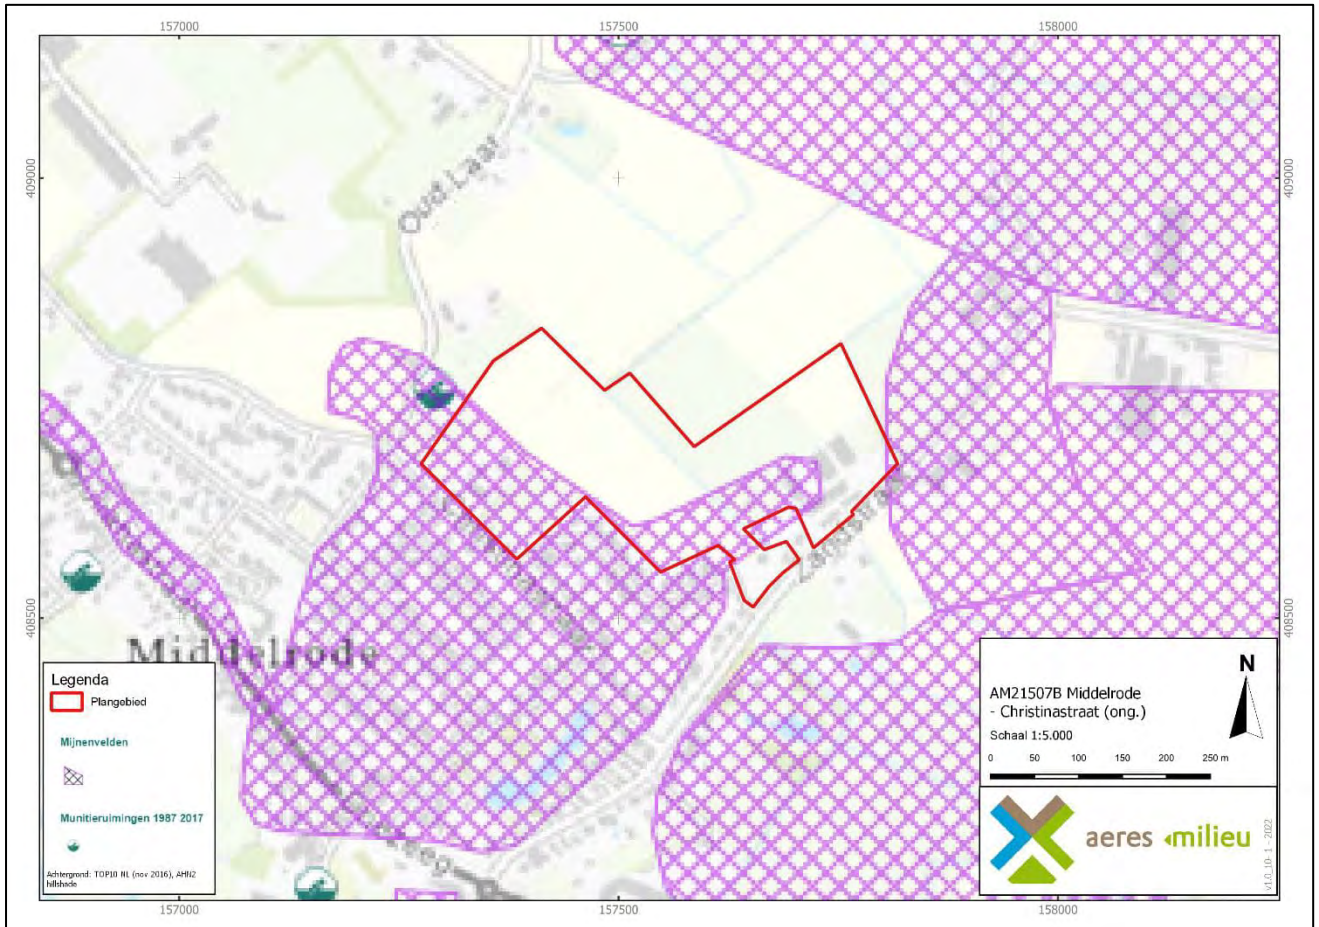 157000
157500
158000
409000
409000
Oud Laar
408500
408500
Middelrode
Legenda
Plangebied
Mijnenvelden
Munitieruimingen 1987 2017
Achtergrond: TOP10 NL (nov 2016), AHN2
hillshade
AM21507B Middelrode
- Christinastraat (ong.)
Schaal 1:5.000
N
0 50 100 150 200 250 m
aeres milieu
v1.0_10- 1 - 2022
157000
157500
158000